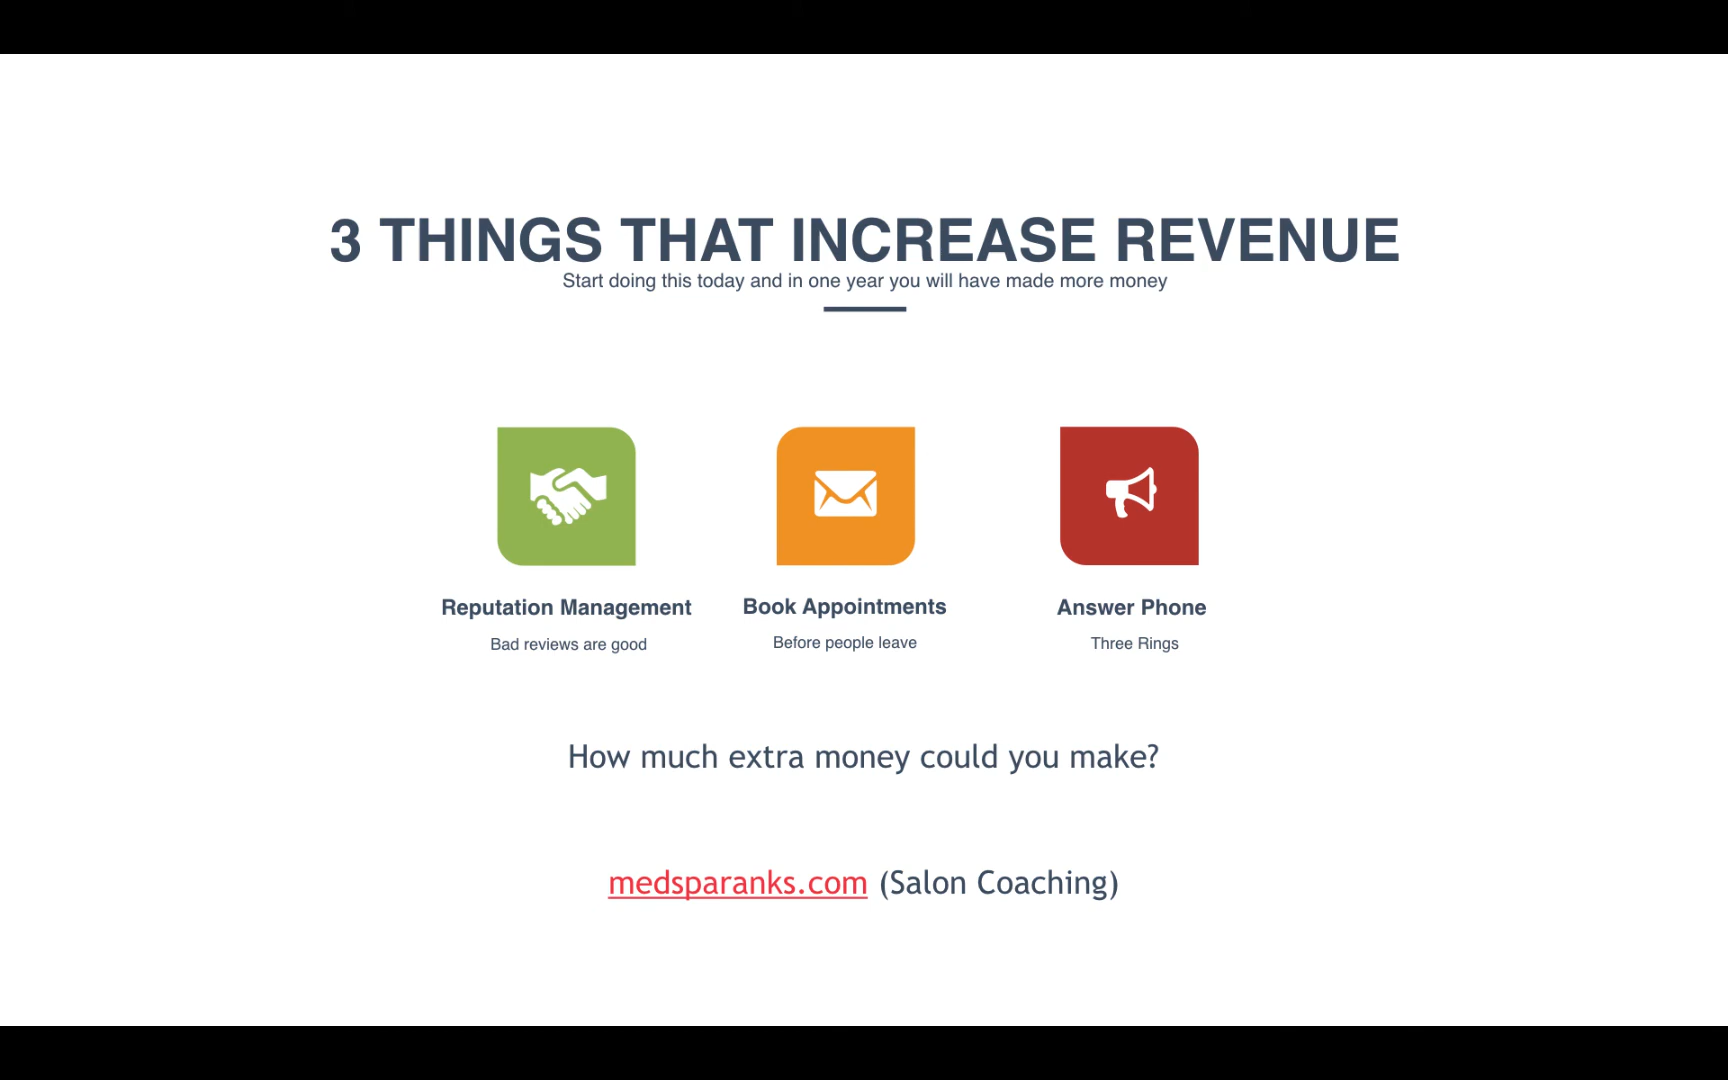 3 THINGS THAT INCREASE REVENUE
Start doing this today and in one year you will have made more money
Reputation Management
Bad reviews are good
Book Appointments
Before people leave
Answer Phone
Three Rings
How much extra money could you make?
medsparanks.com (Salon Coaching)